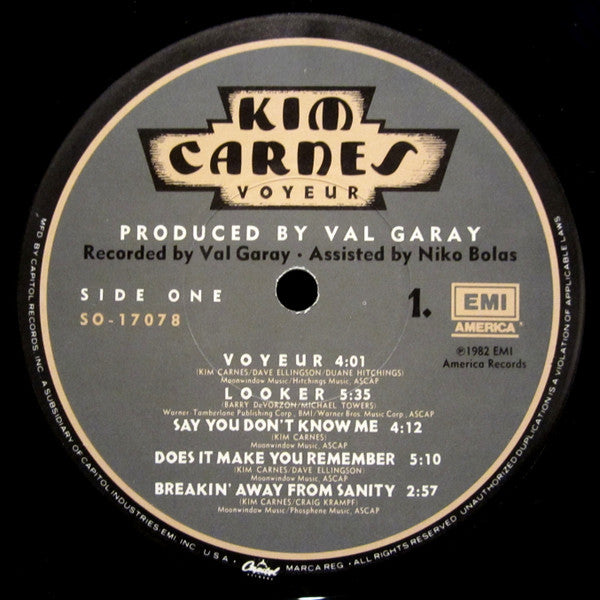 KIM
CARNES
VOYEUR
PRODUCED BY VAL GARAY
Recorded by Val Garay · Assisted by Niko Bolas
SIDE ONE
SO-17078
1.
EMI
AMERICA
℗1982 EMI
America Records
VOYEUR 4:01
(KIM CARNES/DAVE ELLINGSON/DUANE HITCHINGS)
Moonwindow Music/Hitchings Music, ASCAP
LOOKER 5:35
(BARRY DeVORZON/MICHAEL TOWERS)
Warner-Tamberlane Publishing Corp., BMI/Warner Bros. Music Corp., ASCAP
SAY YOU DON'T KNOW ME 4:12
(KIM CARNES)
Moonwindow Music, ASCAP
DOES IT MAKE YOU REMEMBER 5:10
(KIM CARNES/DAVE ELLINGSON)
Moonwindow Music, ASCAP
BREAKIN' AWAY FROM SANITY 2:57
(KIM CARNES/CRAIG KRAMPF)
Moonwindow Music/Phosphene Music, ASCAP
MFD. BY CAPITOL RECORDS, INC. A SUBSIDIARY OF CAPITOL INDUSTRIES-EMI, INC. U.S.A. · Capitol RECORDS MARCA REG. · ALL RIGHTS RESERVED. UNAUTHORIZED DUPLICATION IS A VIOLATION OF APPLICABLE LAWS